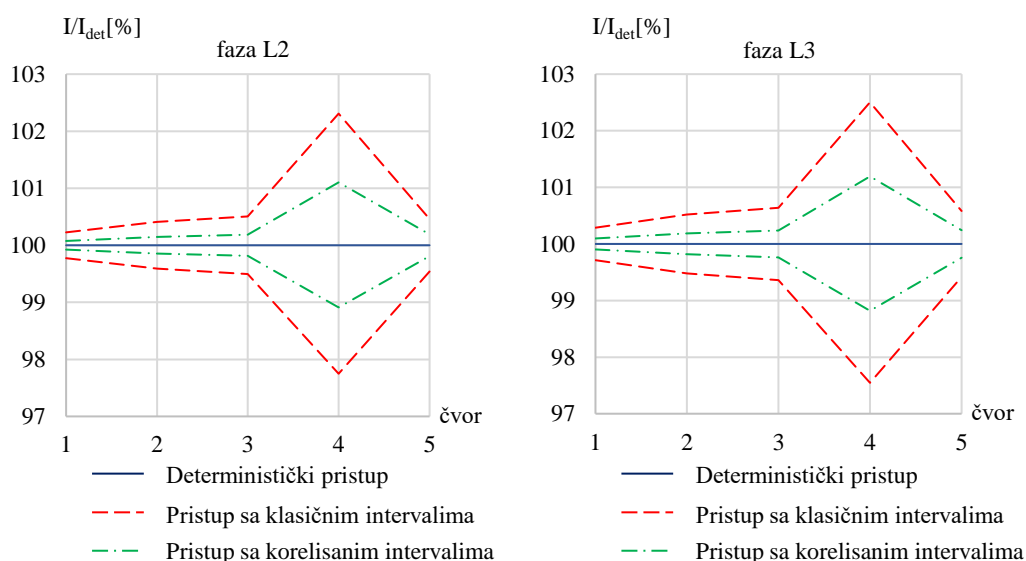 I/Idet[%]
faza L2
103
102
101
100
99
98
97
1 2 3 4 5
čvor
Deterministički pristup
Pristup sa klasičnim intervalima
Pristup sa korelisanim intervalima
I/Idet[%]
faza L3
103
102
101
100
99
98
97
1 2 3 4 5
čvor
Deterministički pristup
Pristup sa klasičnim intervalima
Pristup sa korelisanim intervalima